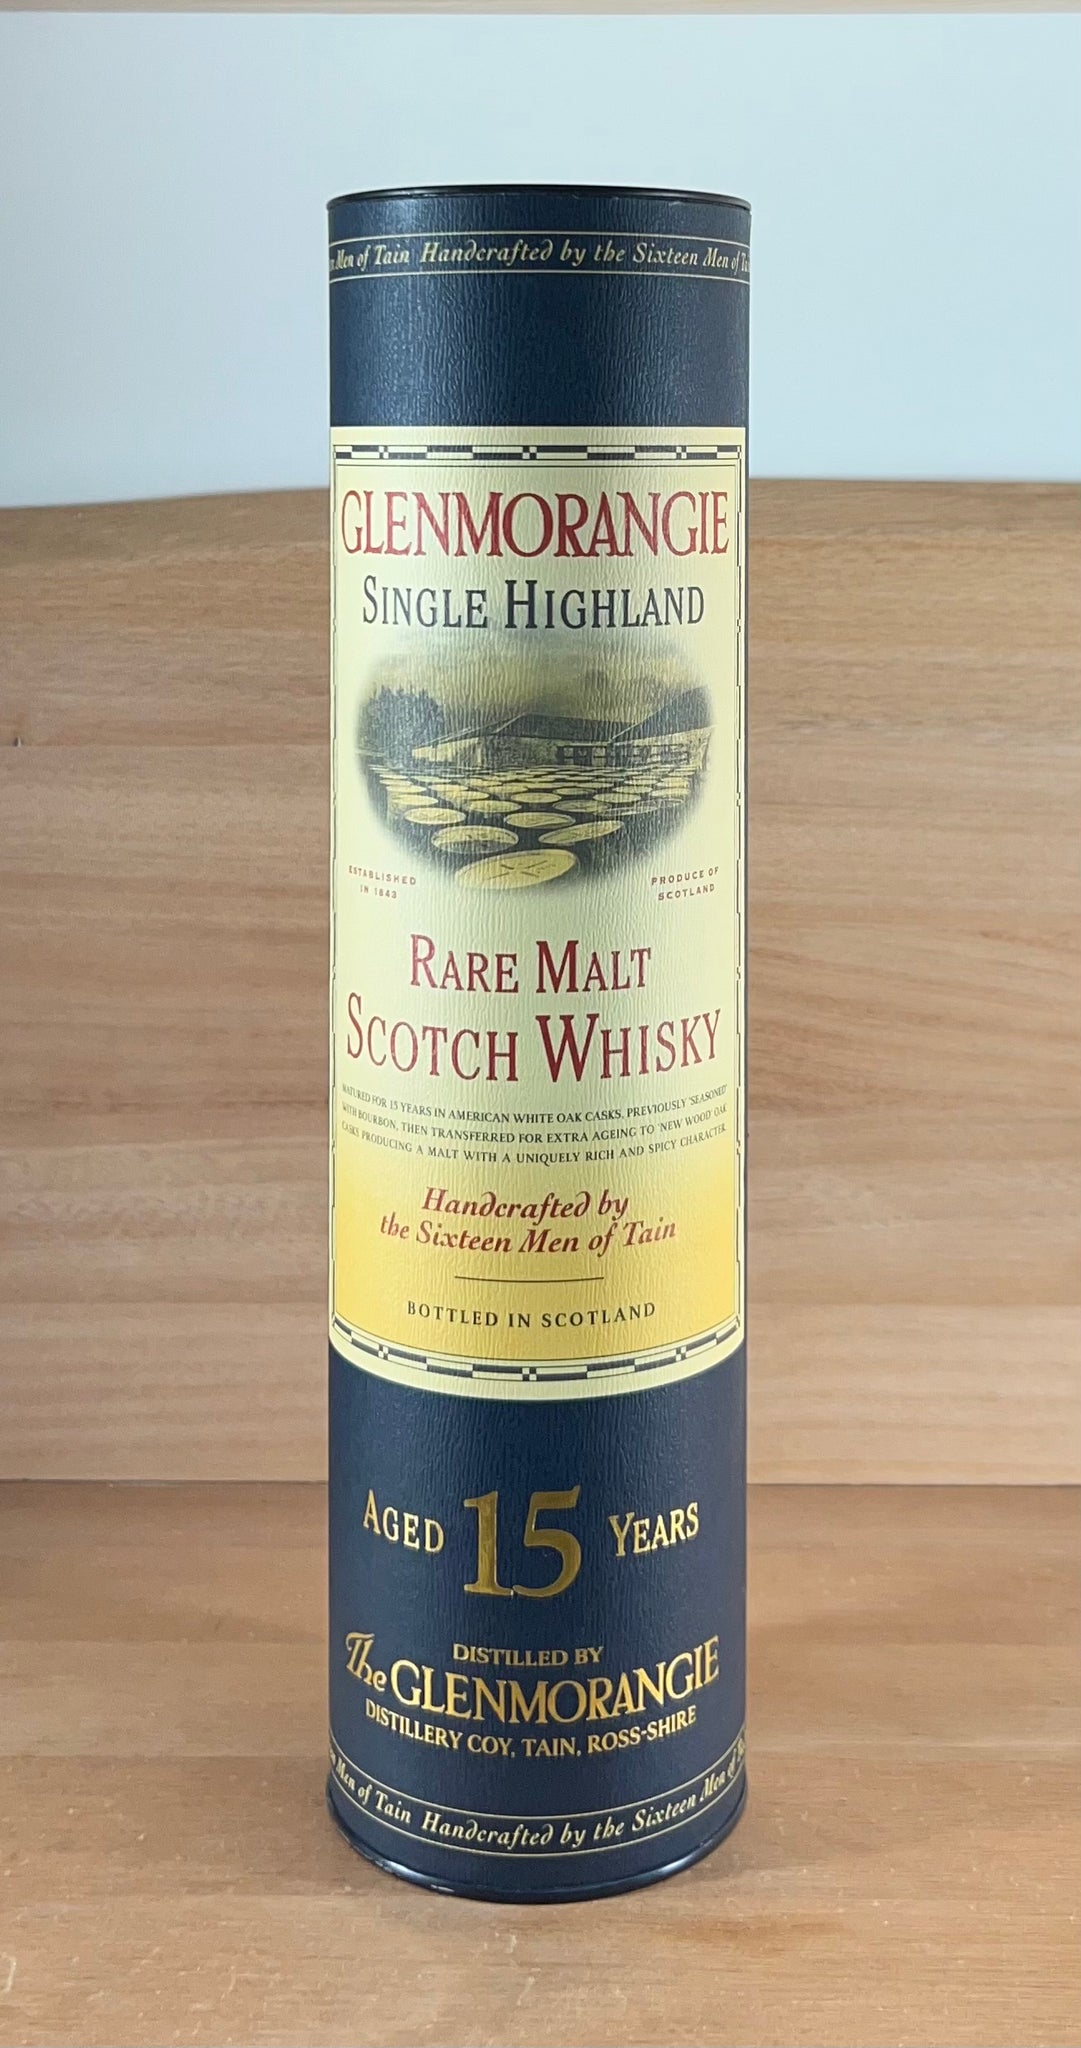 Men of Tain Handcrafted by the Sixteen Men of
GLENMORANGIE
SINGLE HIGHLAND
ESTABLISHED
IN 1843
PRODUCE OF
SCOTLAND
RARE MALT
SCOTCH WHISKY
MATURED FOR 15 YEARS IN AMERICAN WHITE OAK CASKS, PREVIOUSLY 'SEASONED'
WITH BOURBON, THEN TRANSFERRED FOR EXTRA AGEING TO 'NEW WOOD' OAK
CASKS PRODUCING A MALT WITH A UNIQUELY RICH AND SPICY CHARACTER
Handcrafted by
the Sixteen Men of Tain
BOTTLED IN SCOTLAND
AGED 15 YEARS
DISTILLED BY
The GLENMORANGIE
DISTILLERY COY, TAIN, ROSS-SHIRE
Men of Tain Handcrafted by the Sixteen Men of